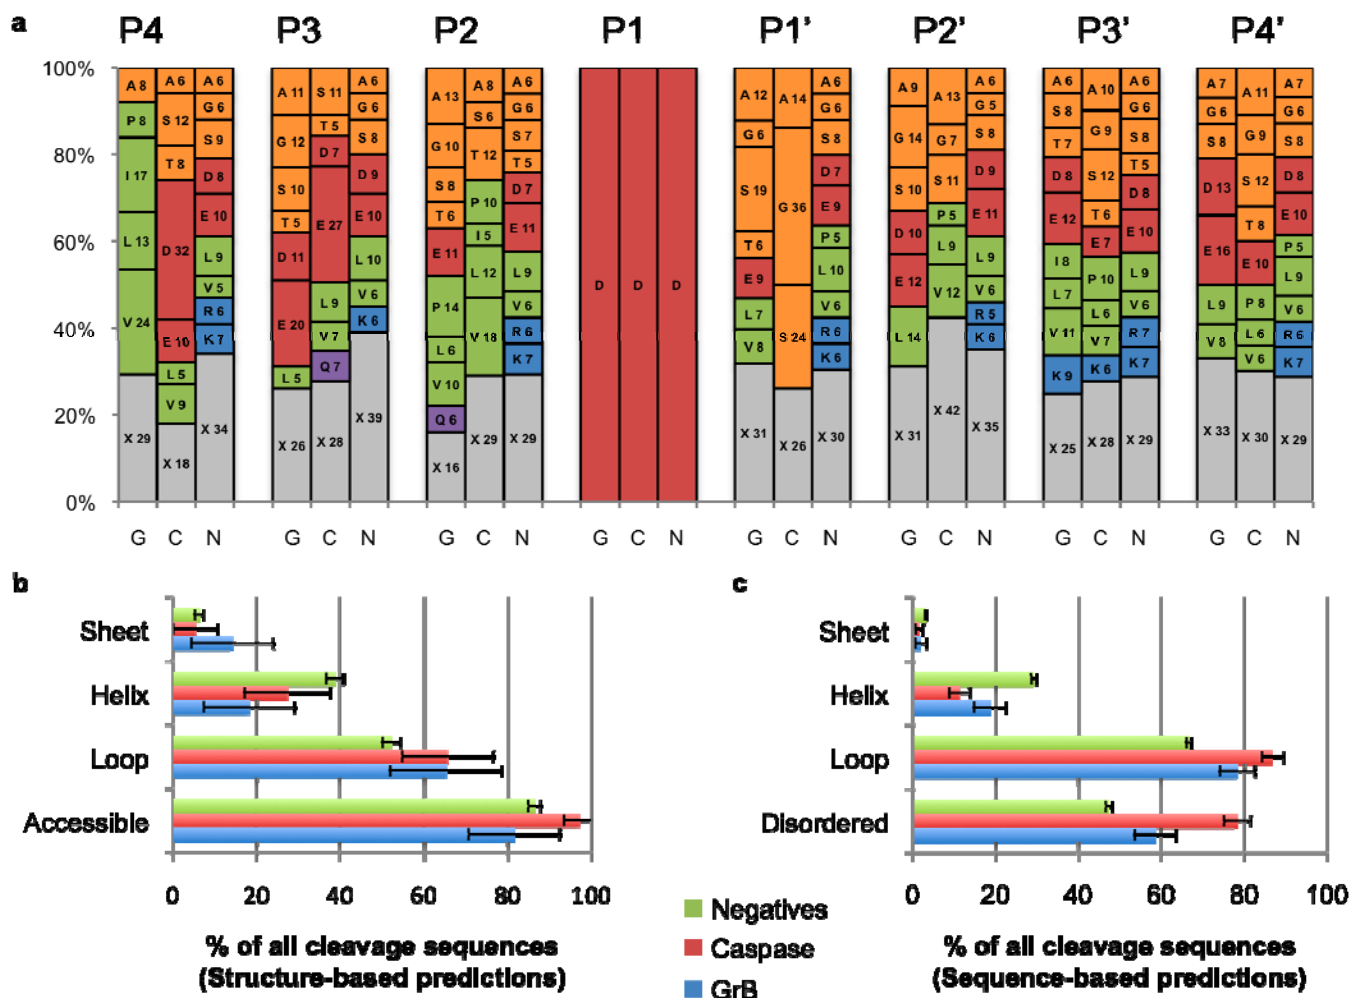 a
P4 P3 P2 P1 P1' P2' P3' P4'
100%
80%
60%
40%
20%
0%
A 8
P 8
I 17
L 13
V 24
X 29
A 6
S 12
T 8
D 32
E 10
L 5
V 9
X 18
A 6
G 6
S 9
D 8
E 10
L 9
V 5
R 6
K 7
X 34
A 11
G 12
S 10
T 5
D 11
E 20
L 5
X 26
S 11
T 5
D 7
E 27
L 9
V 7
Q 7
X 28
A 6
G 6
S 8
D 9
E 10
L 10
V 6
K 6
X 39
A 13
G 10
S 8
T 6
E 11
P 14
L 6
V 10
Q 6
X 16
A 8
S 6
T 12
P 10
I 5
L 12
V 18
X 29
A 6
G 6
S 7
T 5
D 7
E 11
L 9
V 6
R 6
K 7
X 29
D
D
D
A 12
G 6
S 19
T 6
E 9
L 7
V 8
X 31
A 14
G 36
S 24
X 26
A 6
G 6
S 8
D 7
E 9
P 5
L 10
V 6
R 6
K 6
X 30
A 9
G 14
S 10
D 10
E 12
L 14
X 31
A 13
G 7
S 11
P 5
L 9
V 12
X 42
A 6
G 5
S 8
D 9
E 11
L 9
V 6
R 5
K 6
X 35
A 6
S 8
T 7
D 8
E 12
I 8
L 7
V 11
K 9
X 25
A 10
G 9
S 12
T 6
E 7
P 10
L 6
V 7
K 6
X 28
A 6
G 6
S 8
T 5
D 8
E 10
L 9
V 6
R 7
K 7
X 29
A 7
G 6
S 8
D 13
E 16
L 9
V 8
X 33
A 11
G 9
S 12
T 8
E 10
P 8
L 6
V 6
X 30
A 7
G 6
S 8
D 8
E 10
P 5
L 9
V 6
R 6
K 7
X 29
G C N G C N G C N G C N G C N G C N G C N G C N
b
Sheet
Helix
Loop
Accessible
0 20 40 60 80 100
% of all cleavage sequences
(Structure-based predictions)
Negatives
Caspase
GrB
c
Sheet
Helix
Loop
Disordered
0 20 40 60 80 100
% of all cleavage sequences
(Sequence-based predictions)